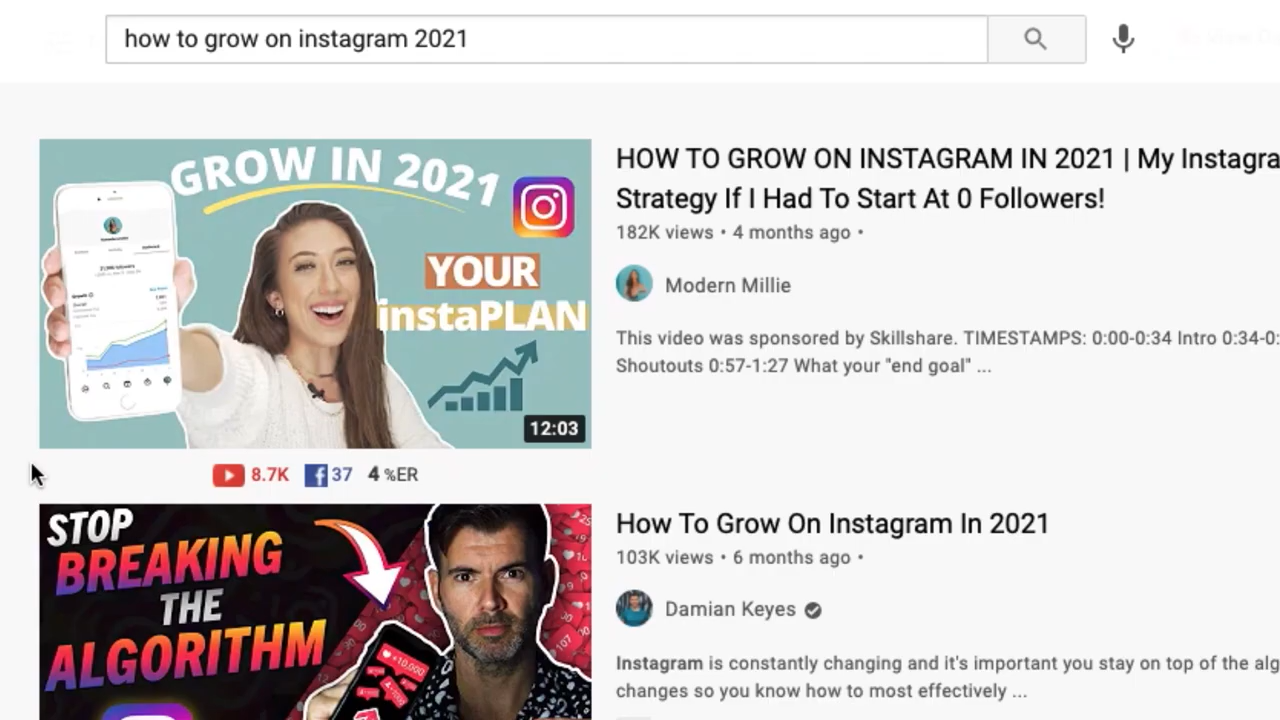 how to grow on instagram 2021
GROW IN 2021
YOUR
instaPLAN
12:03
HOW TO GROW ON INSTAGRAM IN 2021 | My Instagra
Strategy If I Had To Start At 0 Followers!
182K views • 4 months ago •
Modern Millie
This video was sponsored by Skillshare. TIMESTAMPS: 0:00-0:34 Intro 0:34-0:
Shoutouts 0:57-1:27 What your "end goal" ...
8.7K 37 4 %ER
STOP
BREAKING
THE
ALGORITHM
+10,000
How To Grow On Instagram In 2021
103K views • 6 months ago •
Damian Keyes
Instagram is constantly changing and it's important you stay on top of the alg
changes so you know how to most effectively ...